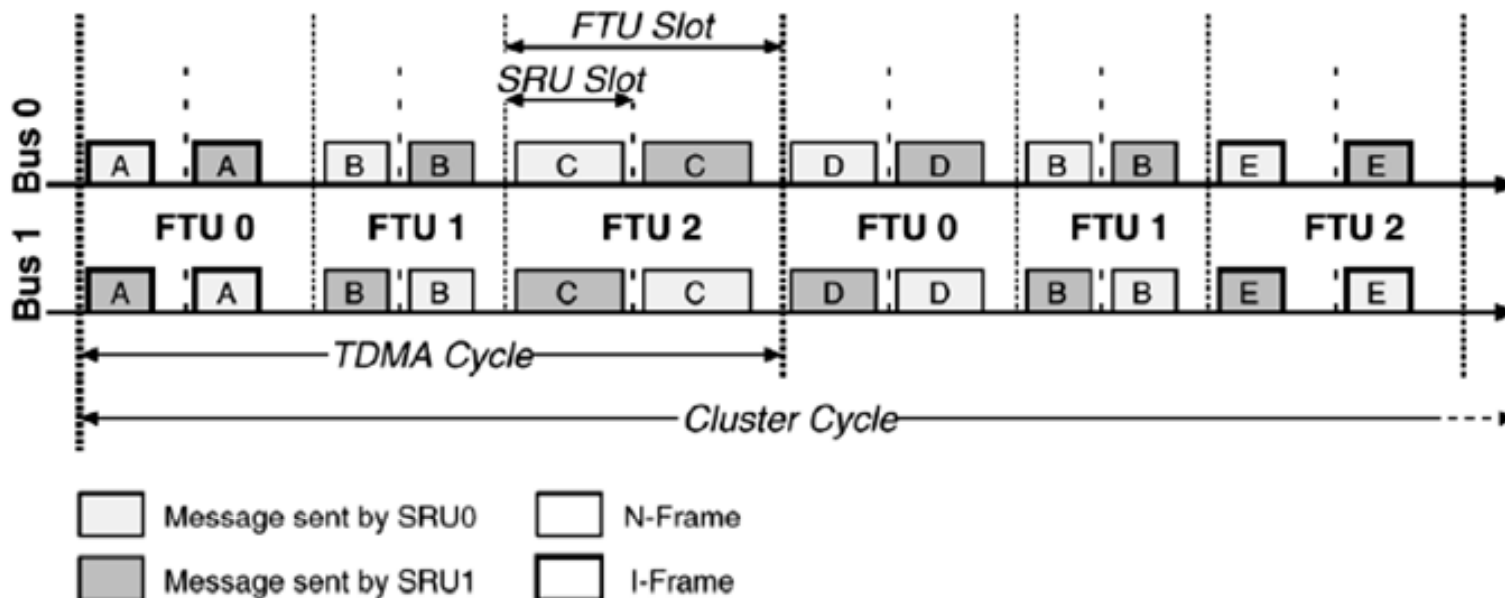 FTU Slot
SRU Slot
Bus 0
A A B B C C D D B B E E
FTU 0 FTU 1 FTU 2 FTU 0 FTU 1 FTU 2
Bus 1
A A B B C C D D B B E E
TDMA Cycle
Cluster Cycle
Message sent by SRU0 N-Frame
Message sent by SRU1 I-Frame